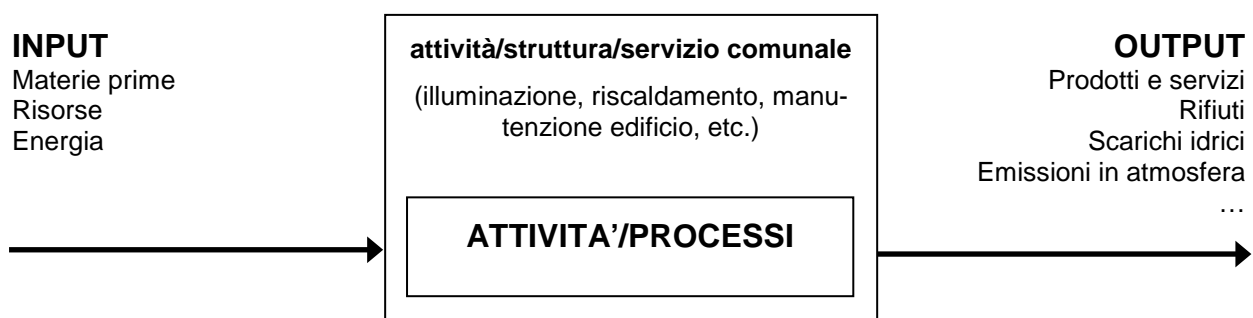 INPUT
Materie prime
Risorse
Energia
attività/struttura/servizio comunale
(illuminazione, riscaldamento, manu-
tenzione edificio, etc.)
ATTIVITA’/PROCESSI
OUTPUT
Prodotti e servizi
Rifiuti
Scarichi idrici
Emissioni in atmosfera
…